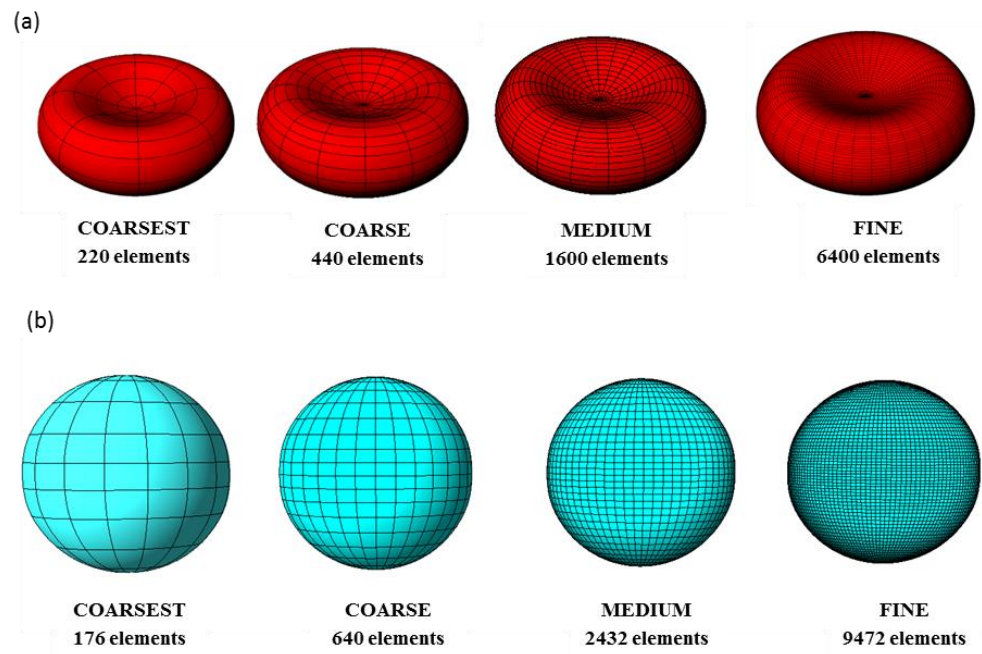 (a)
COARSEST COARSE MEDIUM FINE
220 elements 440 elements 1600 elements 6400 elements
(b)
COARSEST COARSE MEDIUM FINE
176 elements 640 elements 2432 elements 9472 elements